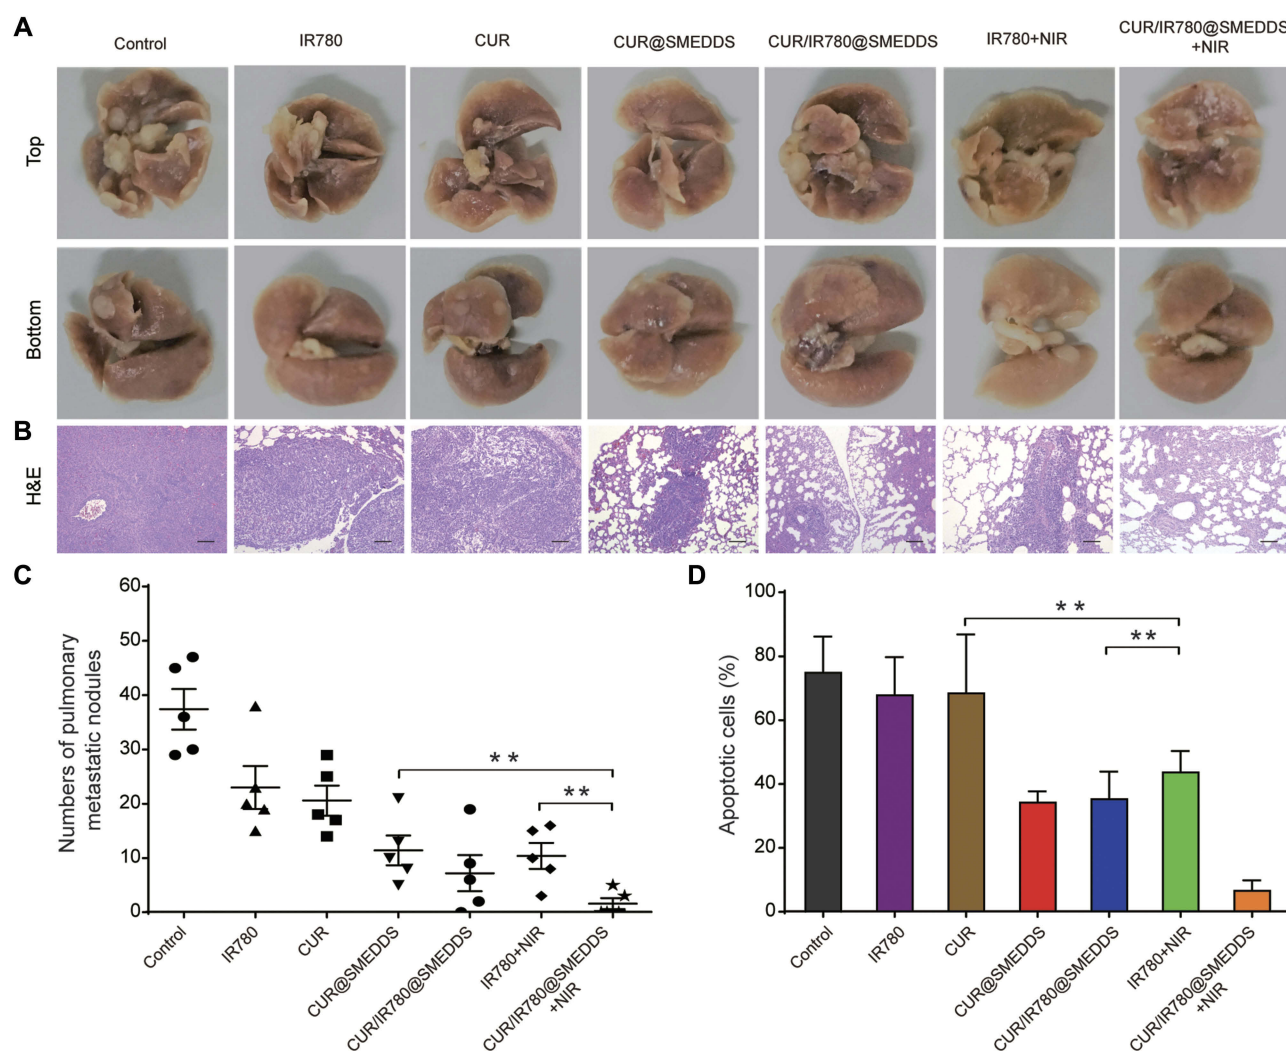 A
Control
IR780
CUR
CUR@SMEDDS
CUR/IR780@SMEDDS
IR780+NIR
CUR/IR780@SMEDDS
+NIR
Top
Bottom
B
H&E
C
Numbers of pulmonary
metastatic nodules
60
50
40
30
20
10
0
** 
**
Control
IR780
CUR
CUR@SMEDDS
CUR/IR780@SMEDDS
IR780+NIR
CUR/IR780@SMEDDS
+NIR
D
Apoptotic cells (%)
100
80
60
40
20
0
**
**
Control
IR780
CUR
CUR@SMEDDS
CUR/IR780@SMEDDS
IR780+NIR
CUR/IR780@SMEDDS
+NIR